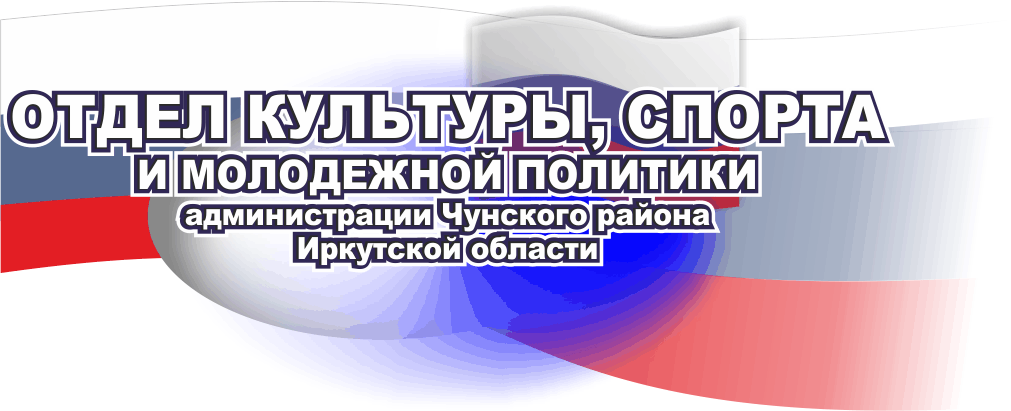 ОТДЕЛ КУЛЬТУРЫ, СПОРТА
И МОЛОДЕЖНОЙ ПОЛИТИКИ
администрации Чунского района
Иркутской области